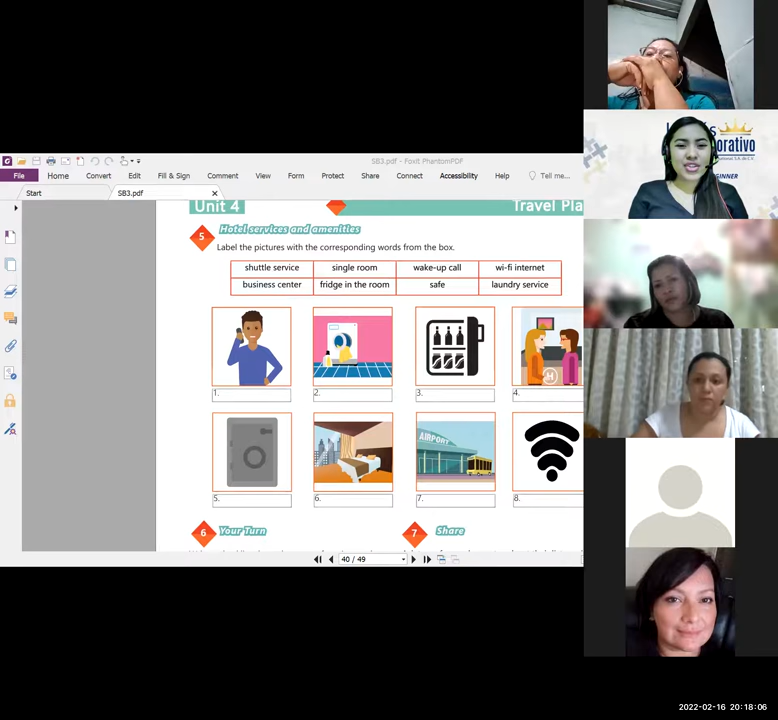 SB3.pdf - Foxit PhantomPDF
File Home Convert Edit Fill & Sign Comment View Form Protect Share Connect Accessibility Help Tell me...
Start SB3.pdf
Unit 4 Travel Pla
5 Hotel services and amenities
Label the pictures with the corresponding words from the box.
shuttle service single room wake-up call wi-fi internet
business center fridge in the room safe laundry service
H
1. 2. 3. 4.
AIRPORT
5. 6. 7. 8.
6 Your Turn 7 Share
40 / 49
orativo
national S.A. de C.V.
GINNER
2022-02-16 20:18:06